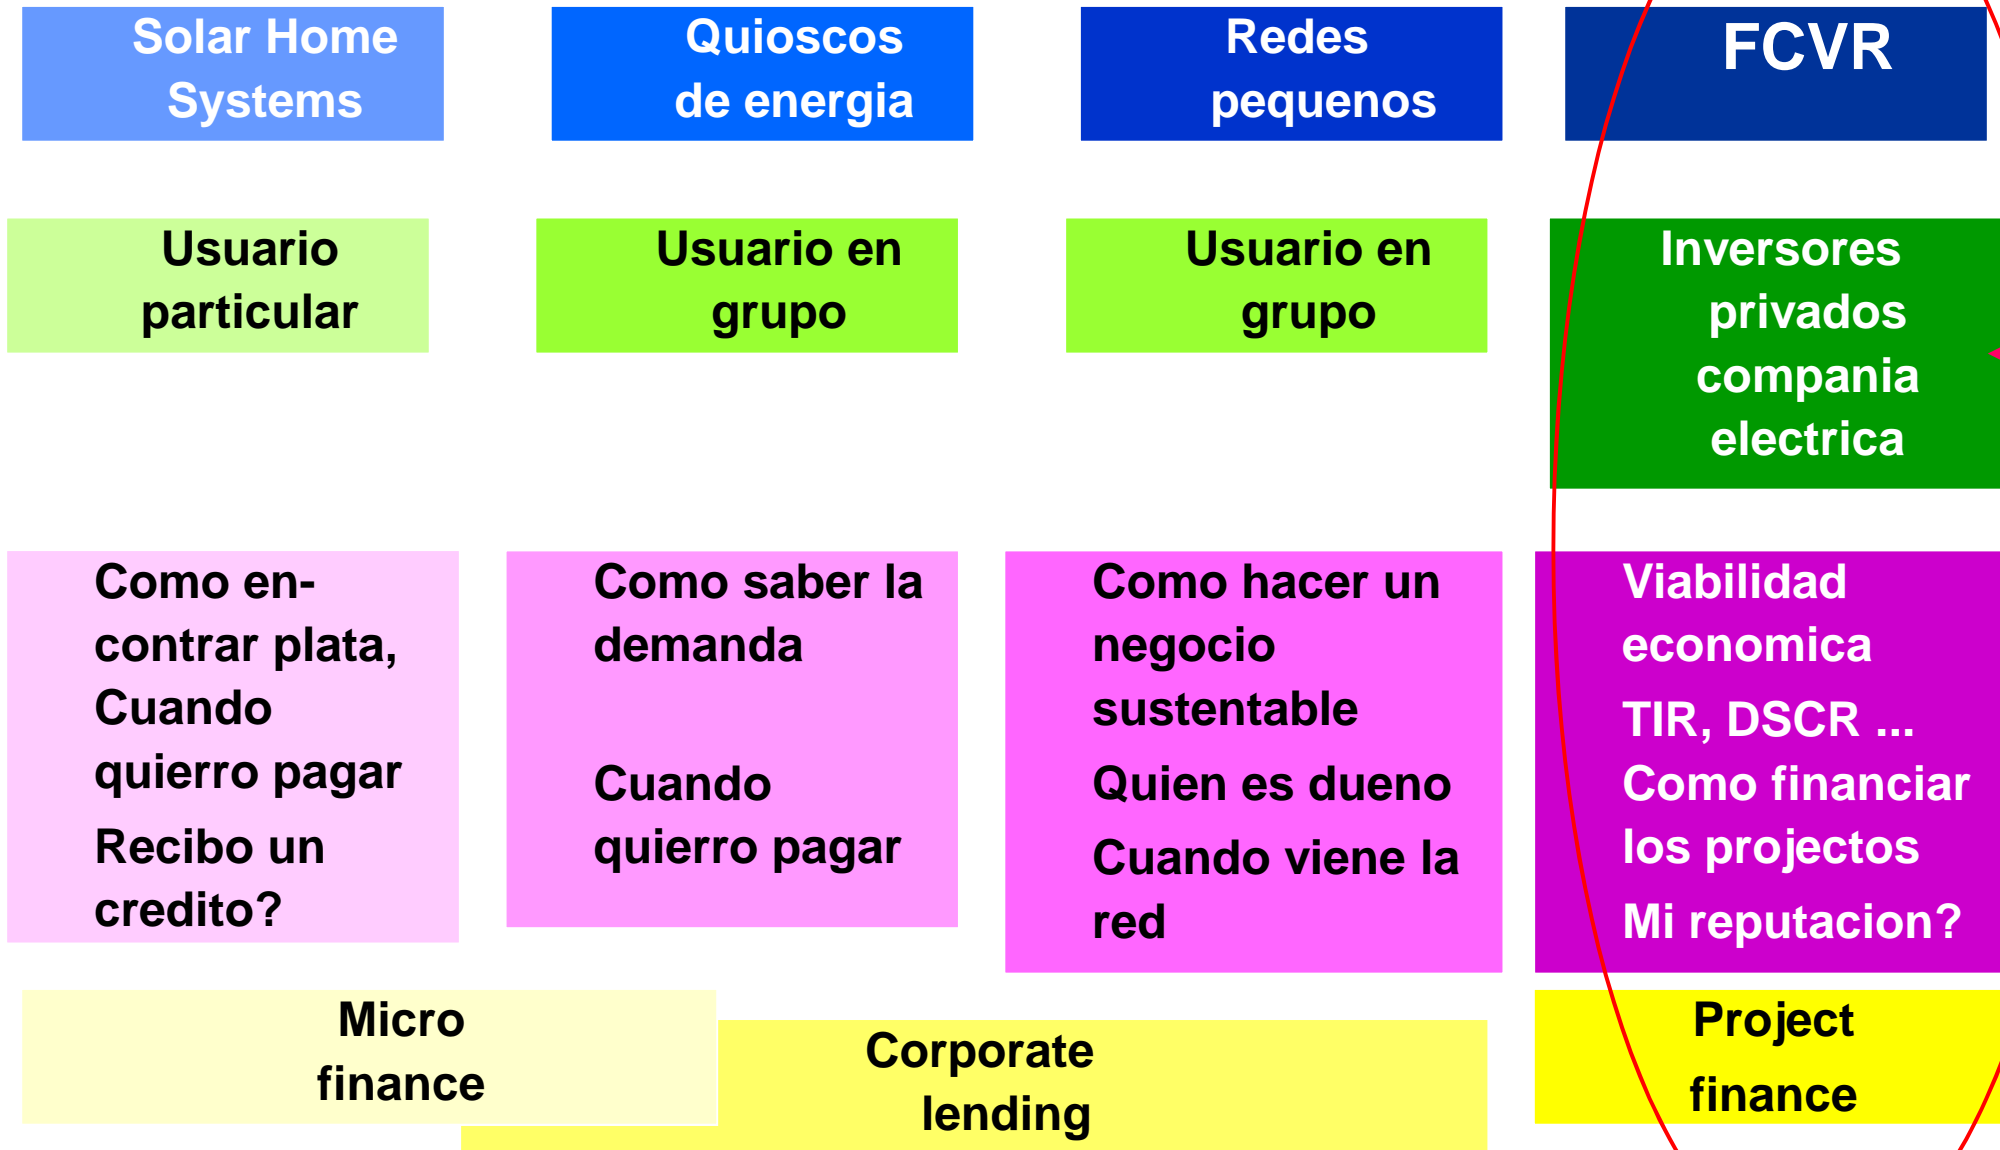 Solar Home
Systems
Quioscos
de energia
Redes
pequenos
FCVR
Usuario
particular
Usuario en
grupo
Usuario en
grupo
Inversores
privados
compania
electrica
Como en-
contrar plata,
Cuando
quierro pagar
Recibo un
credito?
Como saber la
demanda
Cuando
quierro pagar
Como hacer un
negocio
sustentable
Quien es dueno
Cuando viene la
red
Viabilidad
economica
TIR, DSCR ...
Como financiar
los projectos
Mi reputacion?
Micro
finance
Corporate
lending
Project
finance